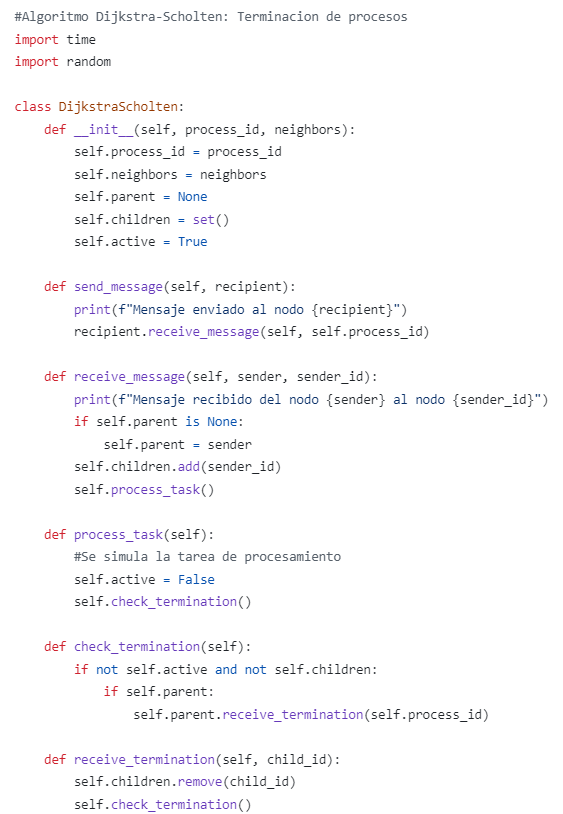 #Algoritmo Dijkstra-Scholten: Terminacion de procesos
import time
import random

class DijkstraScholten:
    def __init__(self, process_id, neighbors):
        self.process_id = process_id
        self.neighbors = neighbors
        self.parent = None
        self.children = set()
        self.active = True

    def send_message(self, recipient):
        print(f"Mensaje enviado al nodo {recipient}")
        recipient.receive_message(self, self.process_id)

    def receive_message(self, sender, sender_id):
        print(f"Mensaje recibido del nodo {sender} al nodo {sender_id}")
        if self.parent is None:
            self.parent = sender
        self.children.add(sender_id)
        self.process_task()

    def process_task(self):
        #Se simula la tarea de procesamiento
        self.active = False
        self.check_termination()

    def check_termination(self):
        if not self.active and not self.children:
            if self.parent:
                self.parent.receive_termination(self.process_id)

    def receive_termination(self, child_id):
        self.children.remove(child_id)
        self.check_termination()